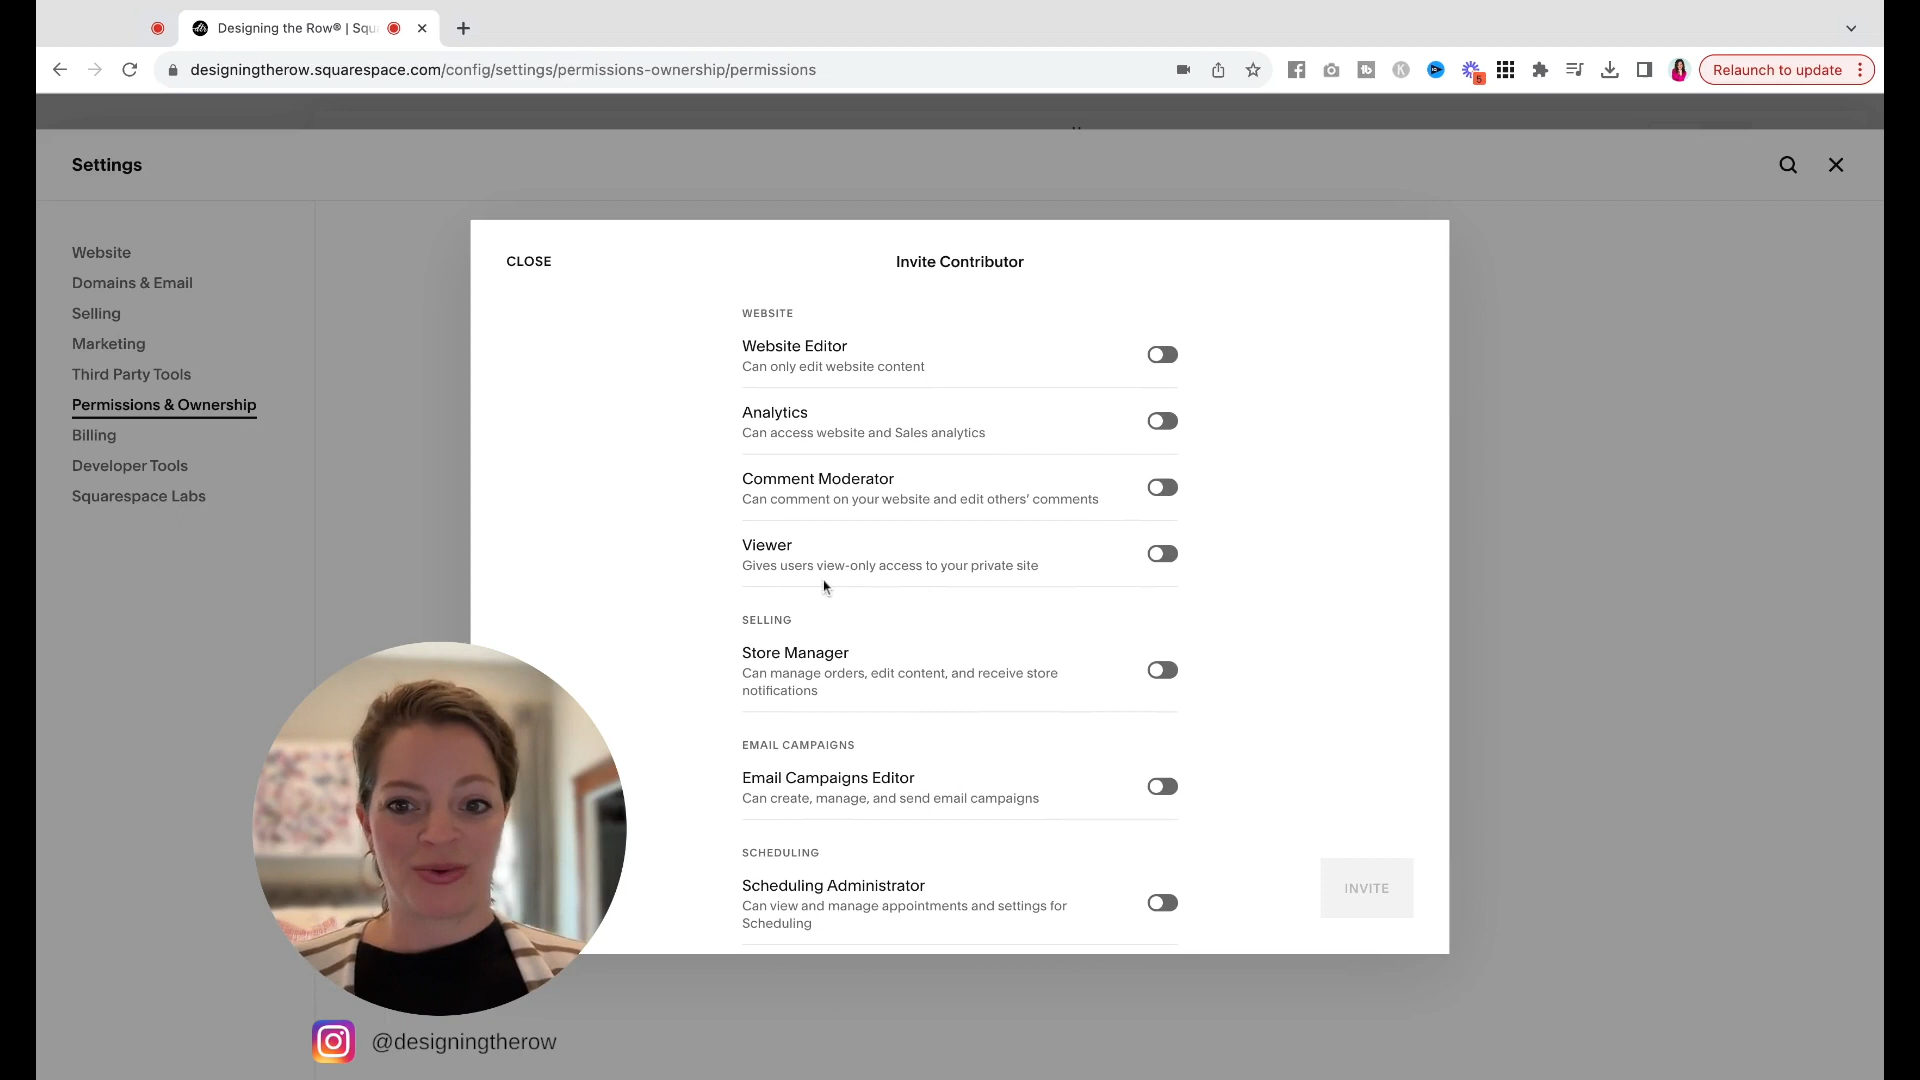 Designing the Row® | Squ
designingtherow.squarespace.com/config/settings/permissions-ownership/permissions
5
Relaunch to update
Settings
Website
Domains & Email
Selling
Marketing
Third Party Tools
Permissions & Ownership
Billing
Developer Tools
Squarespace Labs
CLOSE
Invite Contributor
WEBSITE
Website Editor
Can only edit website content
Analytics
Can access website and Sales analytics
Comment Moderator
Can comment on your website and edit others' comments
Viewer
Gives users view-only access to your private site
SELLING
Store Manager
Can manage orders, edit content, and receive store
notifications
EMAIL CAMPAIGNS
Email Campaigns Editor
Can create, manage, and send email campaigns
SCHEDULING
Scheduling Administrator
Can view and manage appointments and settings for
Scheduling
INVITE
@designingtherow